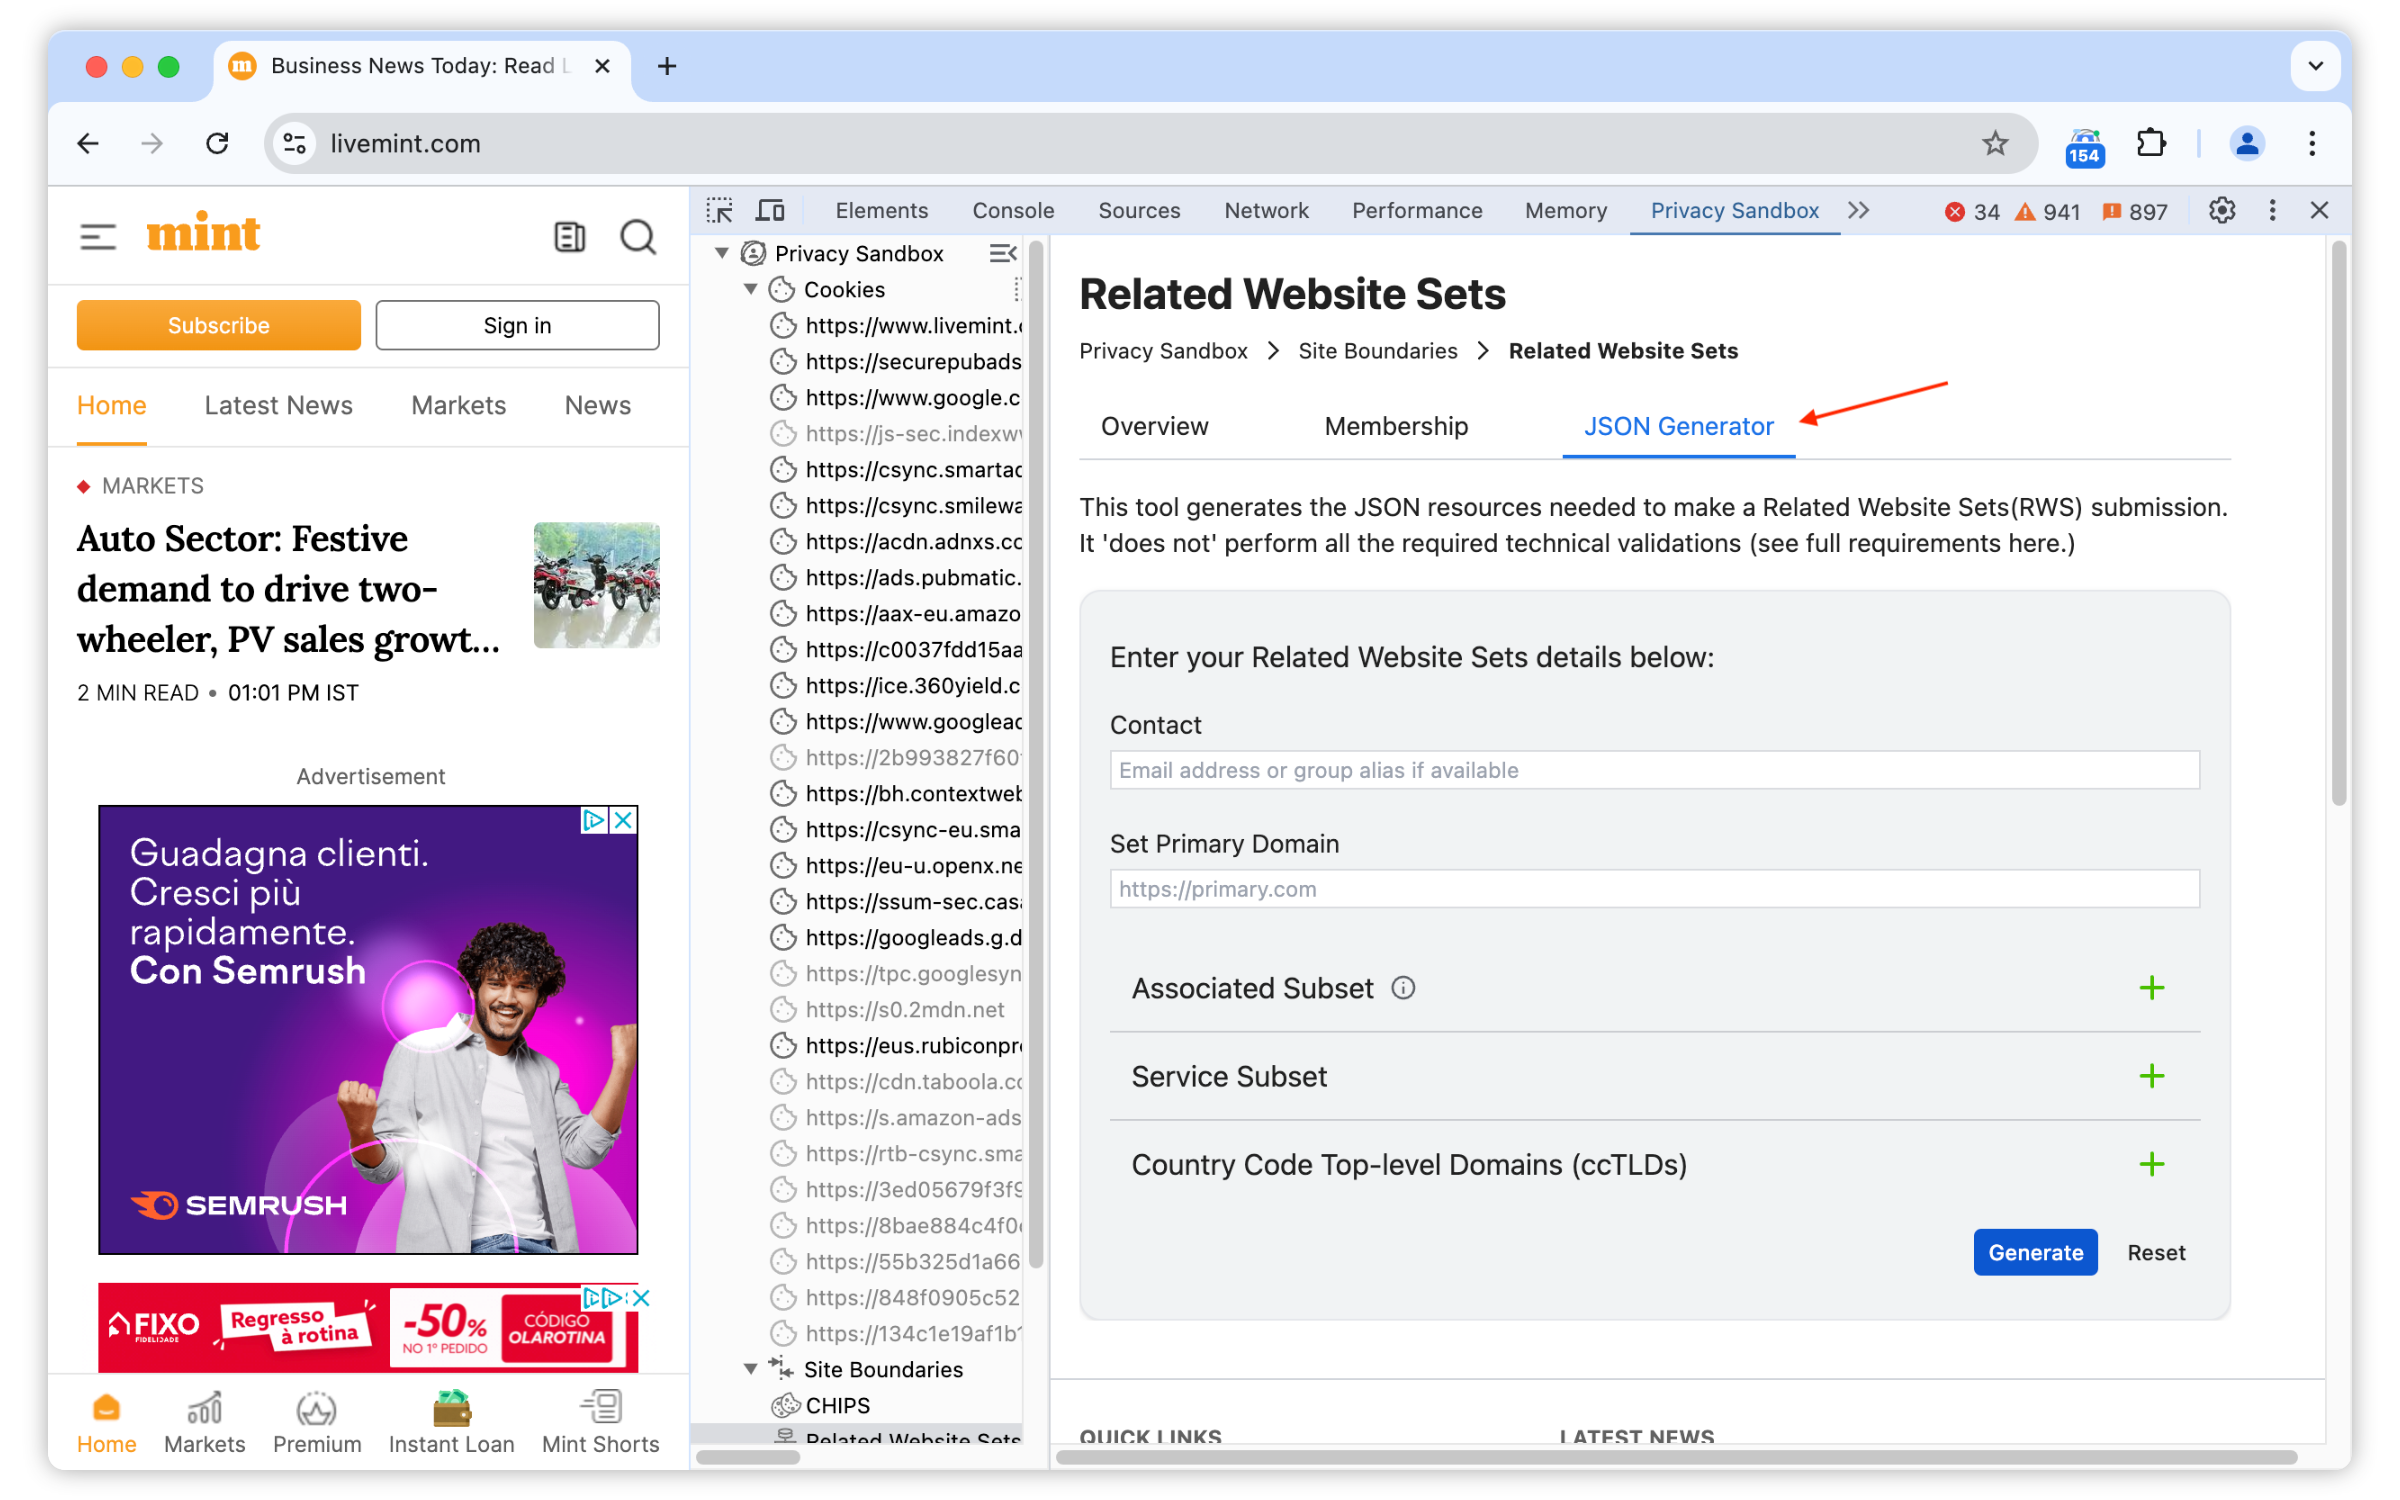 Business News Today: Read L
livemint.com
154
mint
Subscribe
Sign in
Home
Latest News
Markets
News
MARKETS
Auto Sector: Festive
demand to drive two-
wheeler, PV sales growt...
2 MIN READ • 01:01 PM IST
Advertisement
Guadagna clienti.
Cresci più
rapidamente.
Con Semrush
SEMRUSH
FIXO
FIDELIDADE
Regresso
à rotina
-50%
NO 1º PEDIDO
CÓDIGO
OLAROTINA
Home
Markets
Premium
Instant Loan
Mint Shorts
Elements
Console
Sources
Network
Performance
Memory
Privacy Sandbox
34
941
897
Privacy Sandbox
Cookies
https://www.livemint.c
https://securepubads
https://www.google.c
https://js-sec.indexw
https://csync.smartad
https://csync.smilewa
https://acdn.adnxs.co
https://ads.pubmatic.
https://aax-eu.amazo
https://c0037fdd15aa
https://ice.360yield.c
https://www.googlead
https://2b993827f60
https://bh.contextweb
https://csync-eu.sma
https://eu-u.openx.ne
https://ssum-sec.casa
https://googleads.g.d
https://tpc.googlesyn
https://s0.2mdn.net
https://eus.rubiconpro
https://cdn.taboola.co
https://s.amazon-ads
https://rtb-csync.sma
https://3ed05679f3f9
https://8bae884c4f0
https://55b325d1a66
https://848f0905c52
https://134c1e19af1b1
Site Boundaries
CHIPS
Related Website Sets
Related Website Sets
Privacy Sandbox > Site Boundaries > Related Website Sets
Overview
Membership
JSON Generator
This tool generates the JSON resources needed to make a Related Website Sets(RWS) submission.
It 'does not' perform all the required technical validations (see full requirements here.)
Enter your Related Website Sets details below:
Contact
Email address or group alias if available
Set Primary Domain
https://primary.com
Associated Subset
Service Subset
Country Code Top-level Domains (ccTLDs)
Generate
Reset
QUICK LINKS
LATEST NEWS